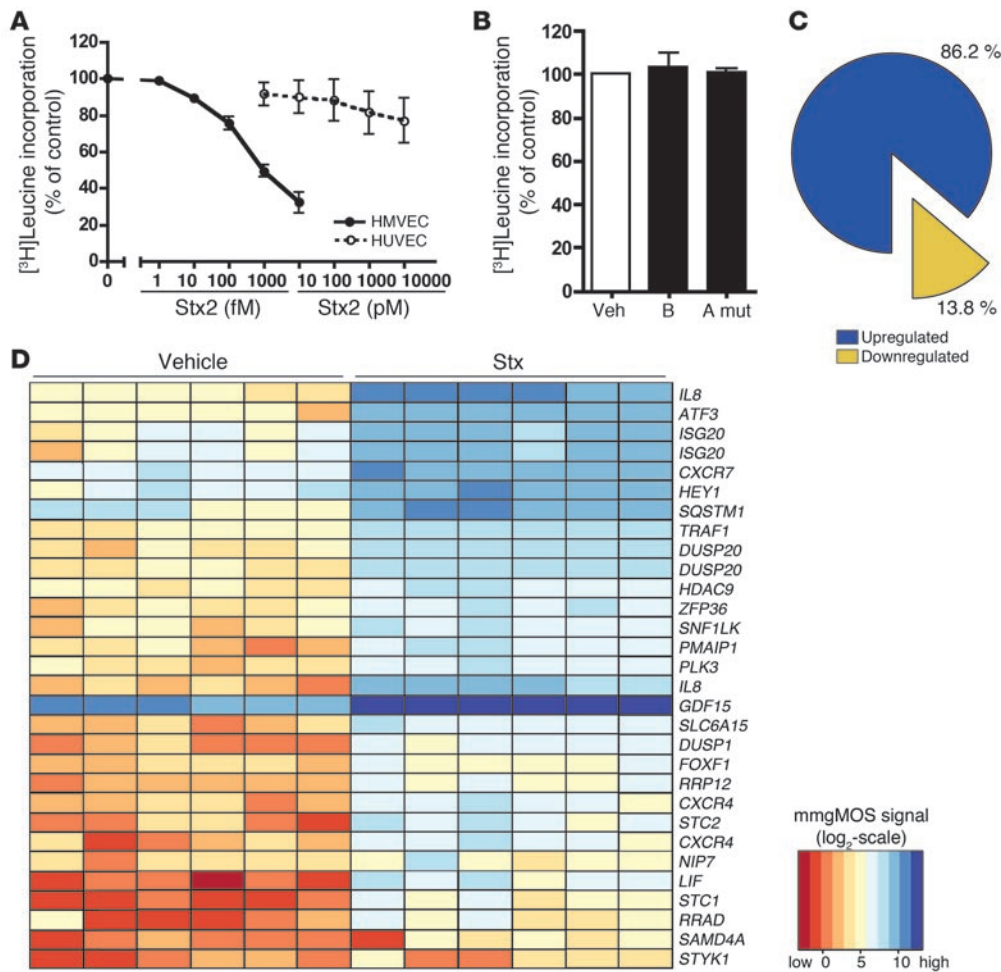 A
[³H]Leucine incorporation
(% of control)
120
100
80
60
40
20
0
HMVEC
HUVEC
0
1
10
100
1000
10
100
1000
10000
Stx2 (fM)
Stx2 (pM)
B
[³H]Leucine incorporation
(% of control)
120
100
80
60
40
20
120
0
Veh
B
A mut
C
86.2 %
13.8 %
Upregulated
Downregulated
D
Vehicle
Stx
IL8
ATF3
ISG20
ISG20
CXCR7
HEY1
SQSTM1
TRAF1
DUSP20
DUSP20
HDAC9
ZFP36
SNF1LK
PMAIP1
PLK3
IL8
GDF15
SLC6A15
DUSP1
FOXF1
RRP12
CXCR4
STC2
CXCR4
NIP7
LIF
STC1
RRAD
SAMD4A
STYK1
mmgMOS signal
(log₂-scale)
0
5
10
low
high